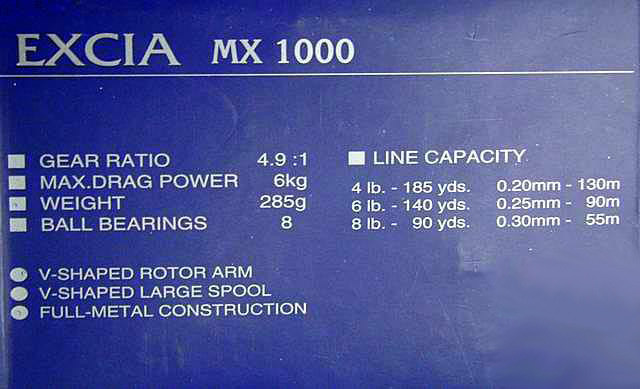 EXCIA MX 1000
GEAR RATIO 4.9 :1
MAX.DRAG POWER 6kg
WEIGHT 285g
BALL BEARINGS 8
LINE CAPACITY
4 lb. - 185 yds. 0.20mm - 130m
6 lb. - 140 yds. 0.25mm - 90m
8 lb. - 90 yds. 0.30mm - 55m
V-SHAPED ROTOR ARM
V-SHAPED LARGE SPOOL
FULL-METAL CONSTRUCTION